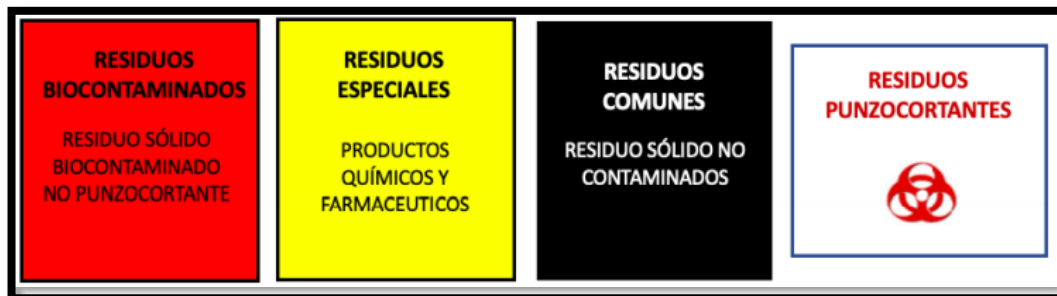 RESIDUOS
BIOCONTAMINADOS
RESIDUO SÓLIDO
BIOCONTAMINADO
NO PUNZOCORTANTE
RESIDUOS
ESPECIALES
PRODUCTOS
QUÍMICOS Y
FARMACEUTICOS
RESIDUOS
COMUNES
RESIDUO SÓLIDO NO
CONTAMINADOS
RESIDUOS
PUNZOCORTANTES